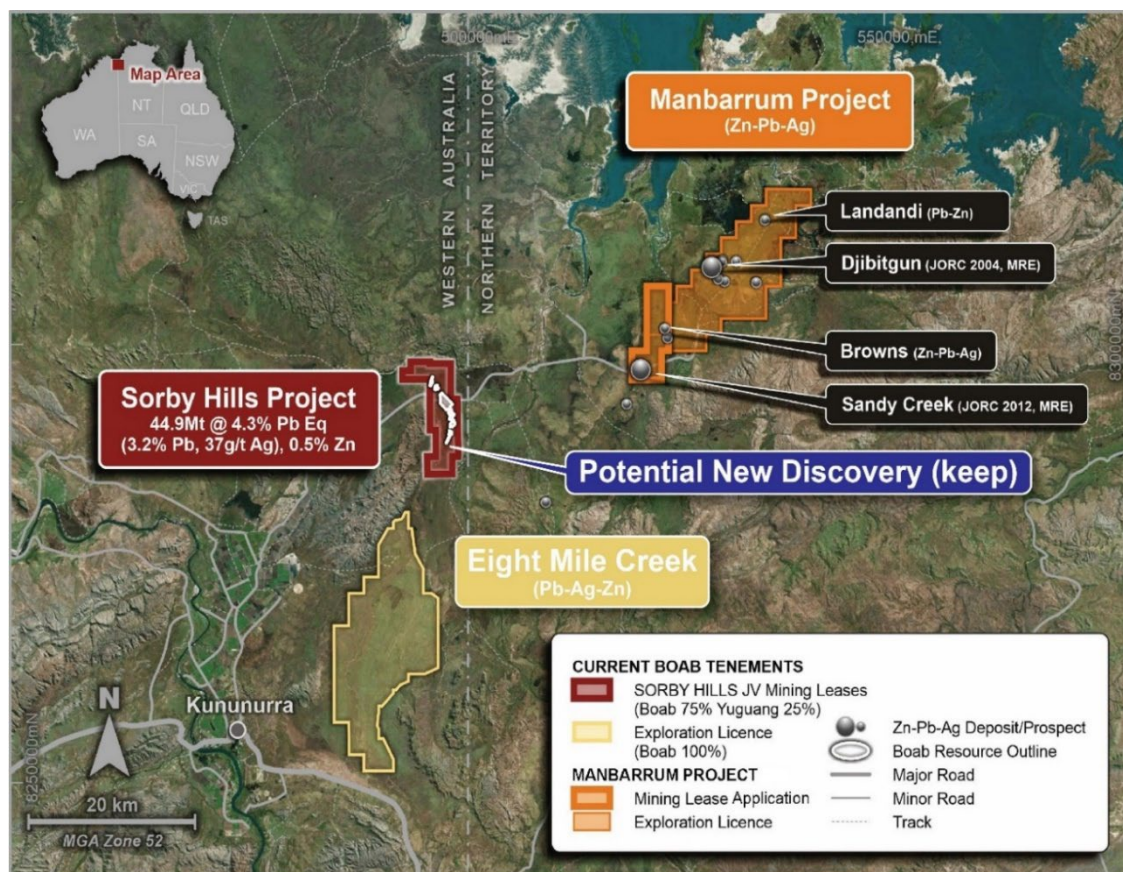 500000 mE
550000 mE
Map Area
NT
QLD
WA
SA
NSW
VIC
TAS
WESTERN AUSTRALIA
NORTHERN TERRITORY
Manbarrum Project
(Zn-Pb-Ag)
Landandi (Pb-Zn)
Djibitgun (JORC 2004, MRE)
Browns (Zn-Pb-Ag)
Sandy Creek (JORC 2012, MRE)
8300000mN
Sorby Hills Project
44.9Mt @ 4.3% Pb Eq
(3.2% Pb, 37g/t Ag), 0.5% Zn
Potential New Discovery (keep)
Eight Mile Creek
(Pb-Ag-Zn)
Kununurra
N
8250000mN
20 km
MGA Zone 52
CURRENT BOAB TENEMENTS
SORBY HILLS JV Mining Leases
(Boab 75% Yuguang 25%)
Exploration Licence
(Boab 100%)
MANBARRUM PROJECT
Mining Lease Application
Exploration Licence
Zn-Pb-Ag Deposit/Prospect
Boab Resource Outline
Major Road
Minor Road
Track